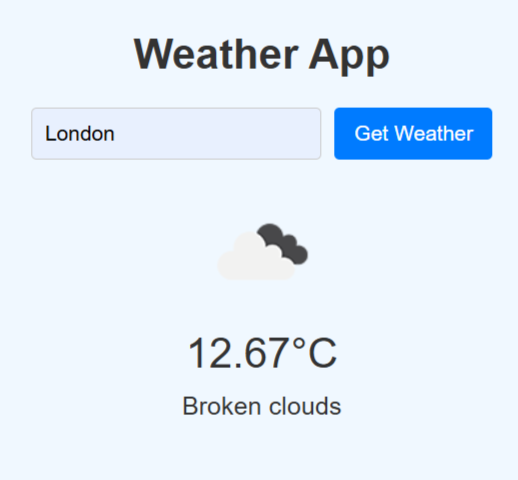 Weather App
London Get Weather
12.67°C
Broken clouds